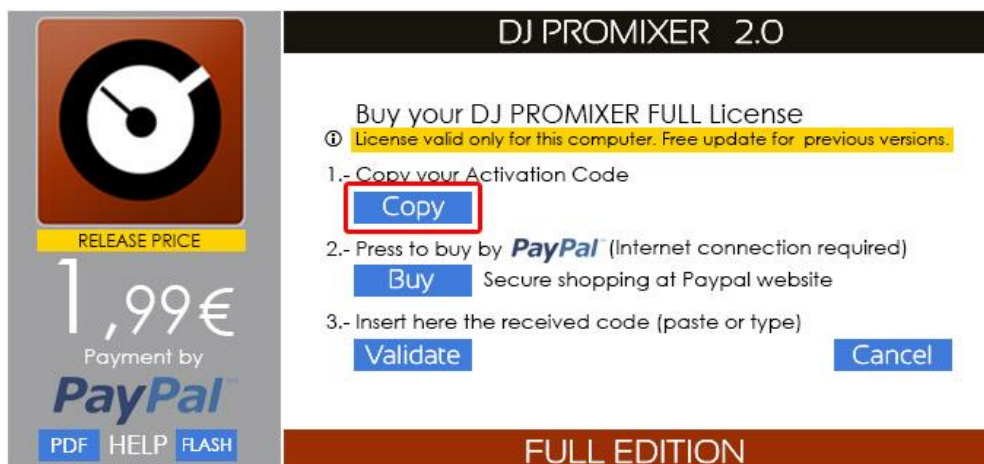 DJ PROMIXER 2.0
Buy your DJ PROMIXER FULL License
License valid only for this computer. Free update for previous versions.
1.- Copy your Activation Code
Copy
2.- Press to buy by PayPal™ (Internet connection required)
Buy Secure shopping at Paypal website
3.- Insert here the received code (paste or type)
Validate Cancel
FULL EDITION
RELEASE PRICE
1,99€
Payment by
PayPal™
PDF HELP FLASH